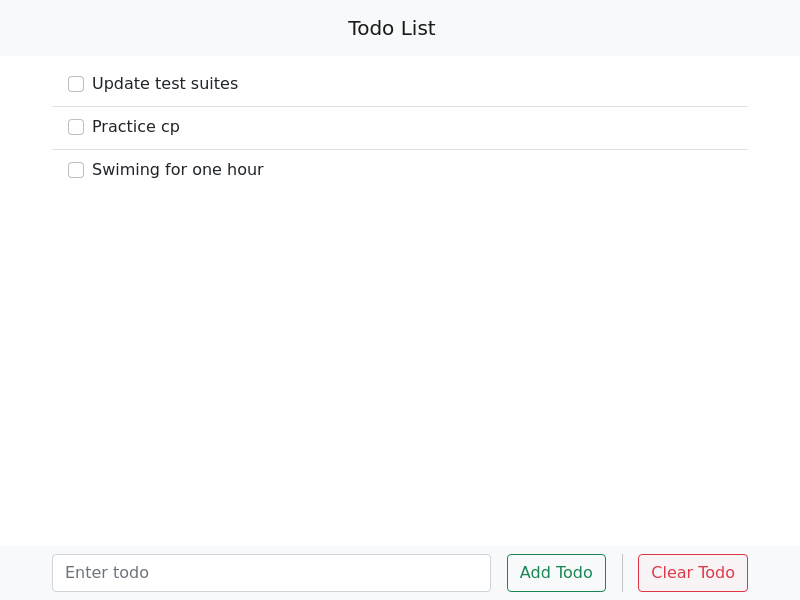 Todo List
Update test suites
Practice cp
Swiming for one hour
Enter todo
Add Todo
Clear Todo